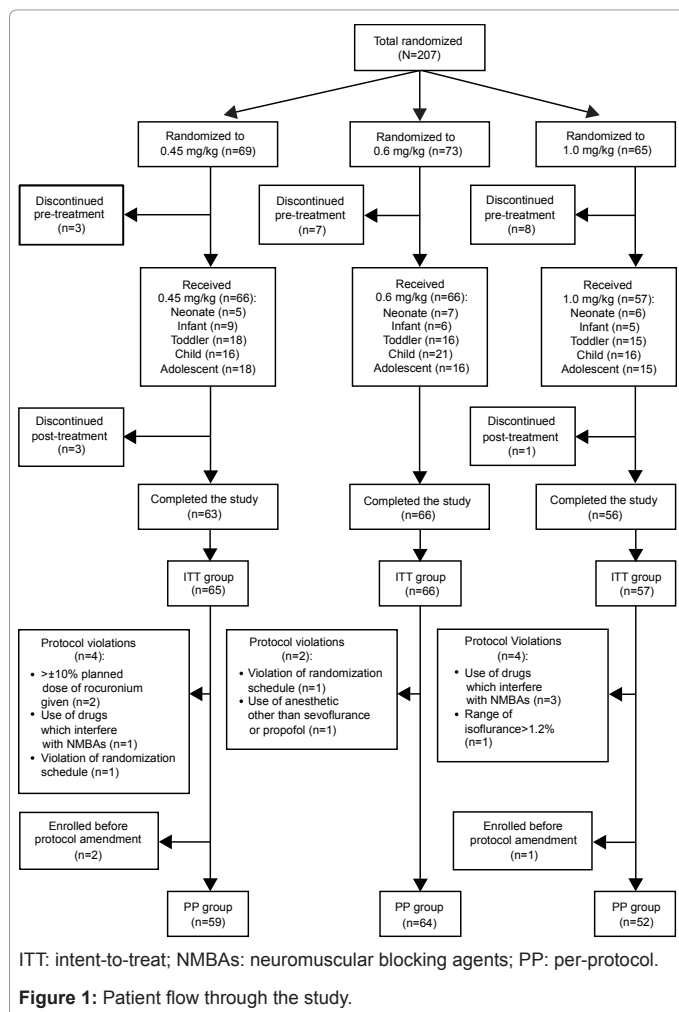 Total randomized
(N=207)
Randomized to
0.45 mg/kg (n=69)
Randomized to
0.6 mg/kg (n=73)
Randomized to
1.0 mg/kg (n=65)
Discontinued
pre-treatment
(n=3)
Discontinued
pre-treatment
(n=7)
Discontinued
pre-treatment
(n=8)
Received
0.45 mg/kg (n=66):
Neonate (n=5)
Infant (n=9)
Toddler (n=18)
Child (n=16)
Adolescent (n=18)
Received
0.6 mg/kg (n=66):
Neonate (n=7)
Infant (n=6)
Toddler (n=16)
Child (n=21)
Adolescent (n=16)
Received
1.0 mg/kg (n=57):
Neonate (n=6)
Infant (n=5)
Toddler (n=15)
Child (n=16)
Adolescent (n=15)
Discontinued
post-treatment
(n=3)
Discontinued
post-treatment
(n=1)
Completed the study
(n=63)
Completed the study
(n=66)
Completed the study
(n=56)
ITT group
(n=65)
ITT group
(n=66)
ITT group
(n=57)
Protocol violations
(n=4):
• >±10% planned
dose of rocuronium
given (n=2)
• Use of drugs
which interfere
with NMBAs (n=1)
• Violation of randomization
schedule (n=1)
Protocol violations
(n=2):
• Violation of randomization
schedule (n=1)
• Use of anesthetic
other than sevoflurance
or propofol (n=1)
Protocol Violations
(n=4):
• Use of drugs
which interfere
with NMBAs (n=3)
• Range of
isoflurance>1.2%
(n=1)
Enrolled before
protocol amendment
(n=2)
Enrolled before
protocol amendment
(n=1)
PP group
(n=59)
PP group
(n=64)
PP group
(n=52)
ITT: intent-to-treat; NMBAs: neuromuscular blocking agents; PP: per-protocol.
Figure 1: Patient flow through the study.